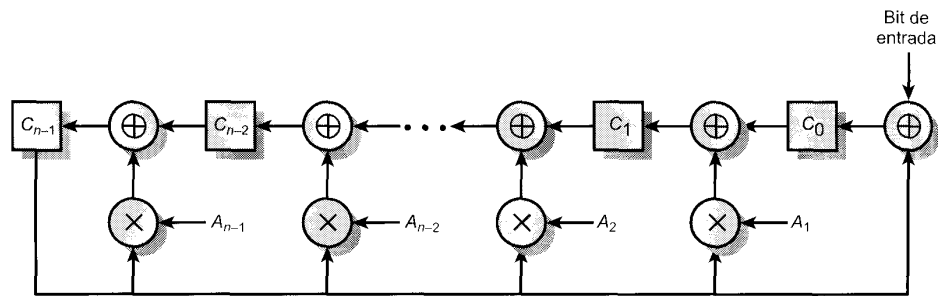 Bit de
entrada
C_{n–1}
C_{n–2}
C_1
C_0
A_{n–1}
A_{n–2}
A_2
A_1